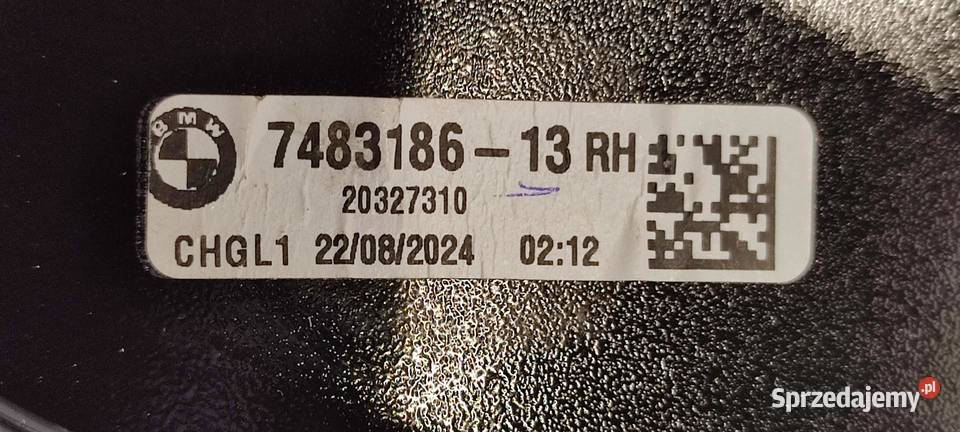 BMW
7483186-13 RH
20327310
CHGL1 22/08/2024 02:12
Sprzedajemy.pl